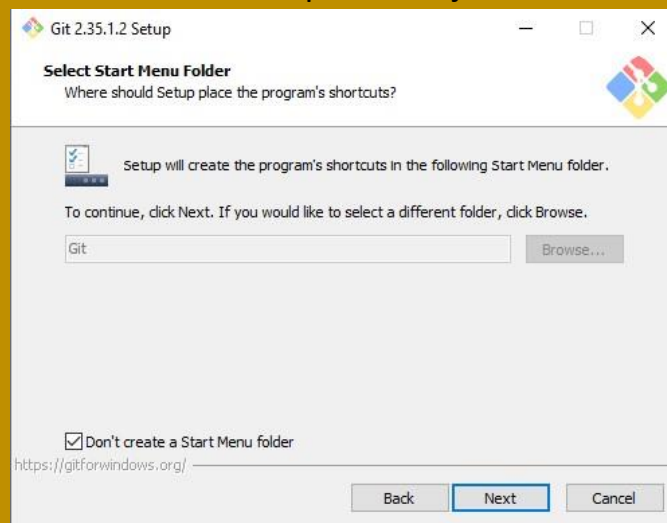 Git 2.35.1.2 Setup
Select Start Menu Folder
Where should Setup place the program's shortcuts?
Setup will create the program's shortcuts in the following Start Menu folder.
To continue, click Next. If you would like to select a different folder, click Browse.
Git
Browse...
Don't create a Start Menu folder
https://gitforwindows.org/
Back
Next
Cancel